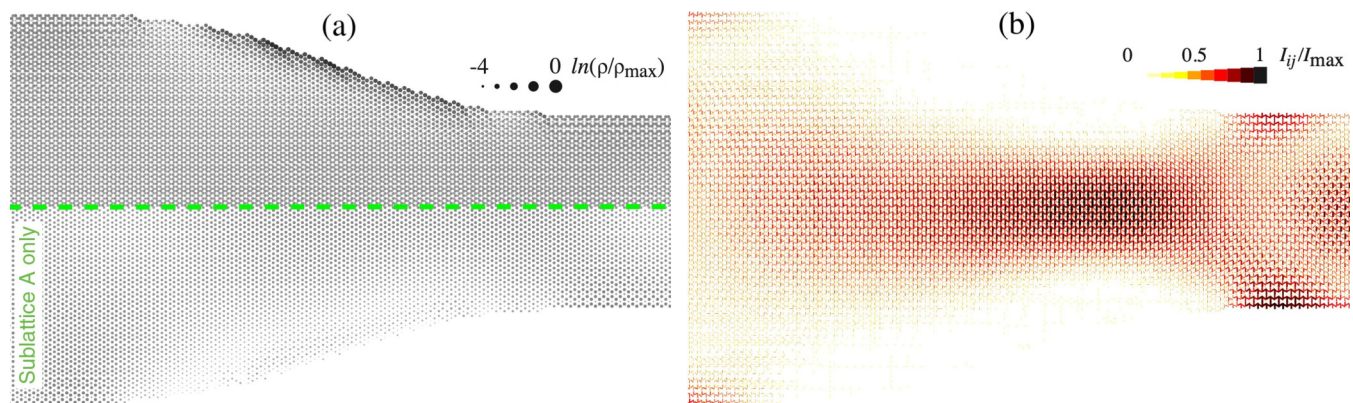 (a)
-4 0 ln(ρ/ρmax)
Sublattice A only
(b)
0 0.5 1 Iij/Imax